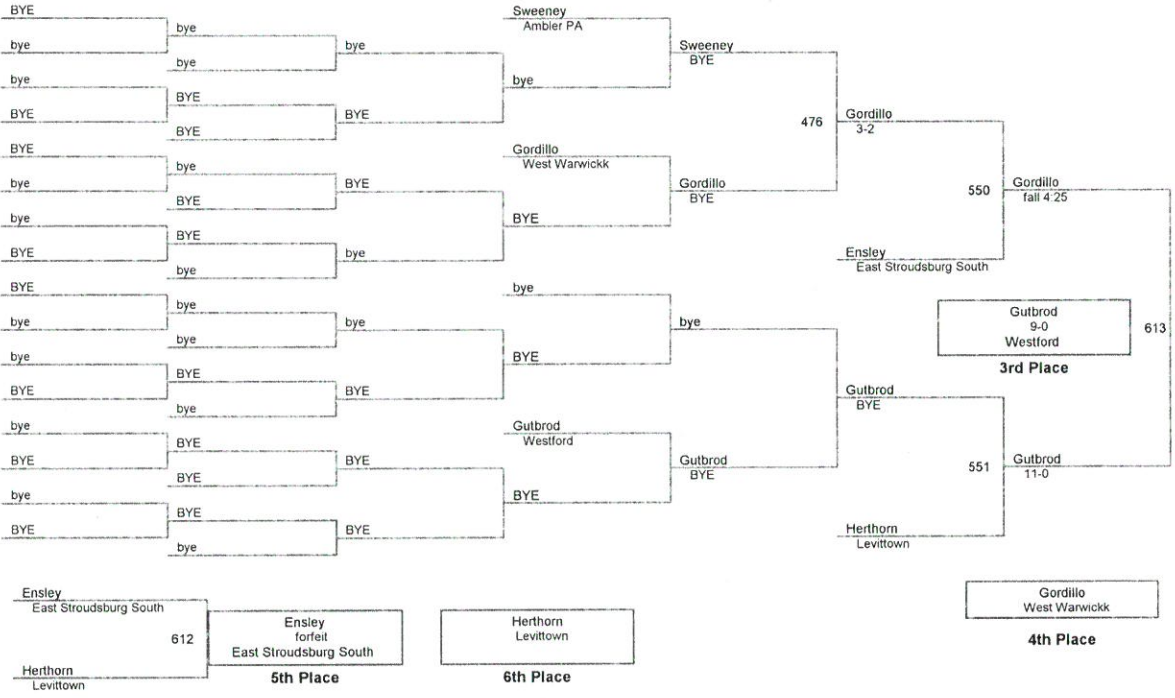 BYE
bye
bye
BYE
BYE
bye
bye
BYE
BYE
bye
bye
BYE
bye
BYE
bye
BYE
bye
bye
BYE
BYE
bye
BYE
BYE
bye
bye
bye
BYE
bye
BYE
BYE
BYE
bye
bye
BYE
BYE
bye
bye
BYE
BYE
BYE
Sweeney
Ambler PA
bye
Gordillo
West Warwickk
BYE
bye
BYE
Gutbrod
Westford
BYE
Sweeney
BYE
Gordillo
BYE
bye
Gutbrod
BYE
476
Gordillo
3-2
Ensley
East Stroudsburg South
Gutbrod
BYE
Herthorn
Levittown
550
Gordillo
fall 4:25
551
Gutbrod
11-0
613
Gutbrod
9-0
Westford
3rd Place
Gordillo
West Warwickk
4th Place
Ensley
East Stroudsburg South
612
Herthorn
Levittown
Ensley
forfeit
East Stroudsburg South
5th Place
Herthorn
Levittown
6th Place